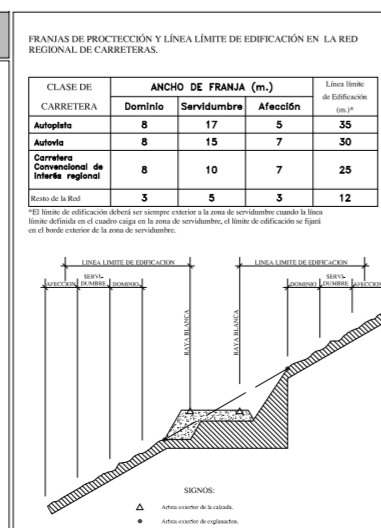 FRANJAS DE PROCTECCIÓN Y LÍNEA LÍMITE DE EDIFICACIÓN EN LA RED
REGIONAL DE CARRETERAS.
CLASE DE CARRETERA ANCHO DE FRANJA (m.) Línea límite de Edificación (m.)*
Dominio Servidumbre Afección
Autopista 8 17 5 35
Autovía 8 15 7 30
Carretera Convencional de interés regional 8 10 7 25
Resto de la Red 3 5 3 12
*El límite de edificación deberá ser siempre exterior a la zona de servidumbre cuando la línea
límite definida en el cuadro caiga en la zona de servidumbre, el límite de edificación se fijará
en el borde exterior de la zona de servidumbre.
LINEA LIMITE DE EDIFICACION LINEA LIMITE DE EDIFICACION
AFECCION SERVI-DUMBRE DOMINIO DOMINIO SERVI-DUMBRE AFECCION
RAYA BLANCA RAYA BLANCA
SIGNOS:
Arista exterior de la calzada.
Arista exterior de explanacion.